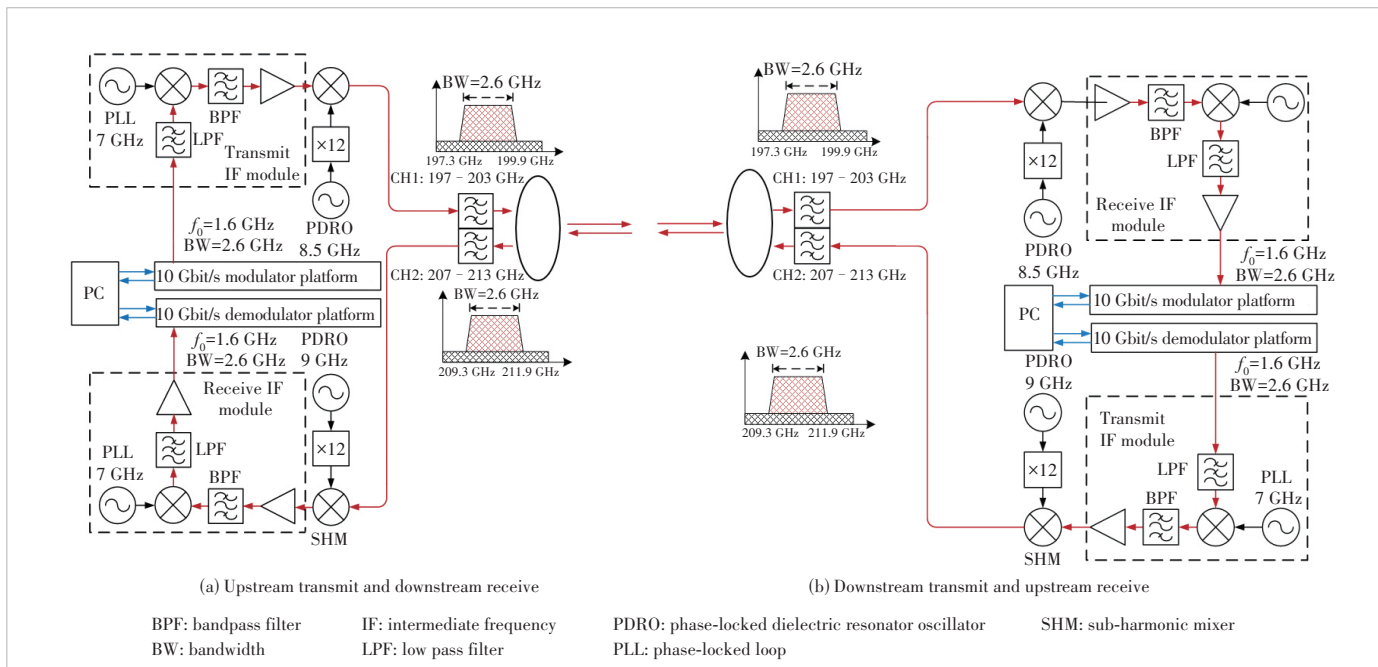 PLL
7 GHz
BPF
LPF
Transmit
IF module
×12
PDRO
8.5 GHz
BW=2.6 GHz
197.3 GHz 199.9 GHz
CH1: 197 – 203 GHz
CH2: 207 – 213 GHz
BW=2.6 GHz
209.3 GHz 211.9 GHz
f0=1.6 GHz
BW=2.6 GHz
PC
10 Gbit/s modulator platform
10 Gbit/s demodulator platform
f0=1.6 GHz
BW=2.6 GHz
PDRO
9 GHz
Receive IF
module
LPF
×12
PLL
7 GHz
BPF
SHM
BW=2.6 GHz
197.3 GHz 199.9 GHz
CH1: 197 – 203 GHz
CH2: 207 – 213 GHz
BW=2.6 GHz
209.3 GHz 211.9 GHz
×12
PDRO
8.5 GHz
BPF
LPF
Receive IF
module
f0=1.6 GHz
BW=2.6 GHz
PC
10 Gbit/s modulator platform
10 Gbit/s demodulator platform
PDRO
9 GHz
f0=1.6 GHz
BW=2.6 GHz
Transmit
IF module
×12
LPF
BPF
PLL
7 GHz
SHM
(a) Upstream transmit and downstream receive
(b) Downstream transmit and upstream receive
BPF: bandpass filter IF: intermediate frequency PDRO: phase-locked dielectric resonator oscillator SHM: sub-harmonic mixer
BW: bandwidth LPF: low pass filter PLL: phase-locked loop